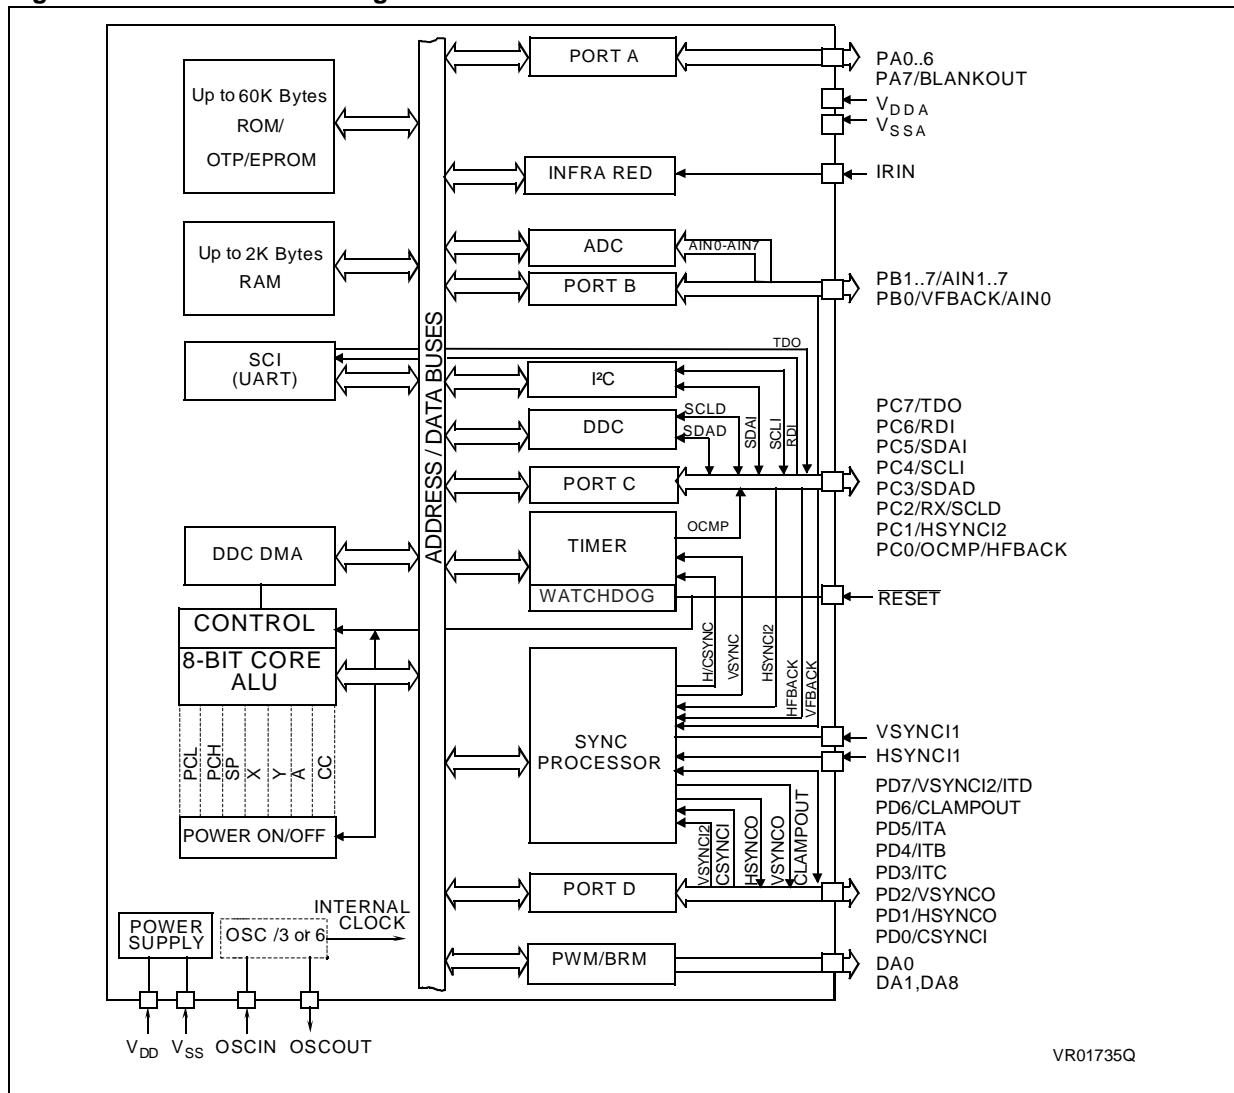 PORT A
PA0..6
PA7/BLANKOUT
Up to 60K Bytes
ROM/
OTP/EPROM
VDDA
VSSA
INFRA RED
IRIN
Up to 2K Bytes
RAM
ADC
AIN0-AIN7
PORT B
PB1..7/AIN1..7
PB0/VFBACK/AIN0
ADDRESS / DATA BUSES
SCI
(UART)
TDO
I²C
DDC
SCLD
SDAD
SDAI
SCLI
RDI
PORT C
PC7/TDO
PC6/RDI
PC5/SDAI
PC4/SCLI
PC3/SDAD
PC2/RX/SCLD
PC1/HSYNCI2
PC0/OCMP/HFBACK
DDC DMA
TIMER
OCMP
WATCHDOG
RESET
CONTROL
8-BIT CORE
ALU
H/CSYNC
VSYNC
HSYNCI2
HFBACK
VFBACK
PCL
PCH
SP
X
Y
A
CC
POWER ON/OFF
SYNC
PROCESSOR
VSYNCI1
HSYNCI1
VSYNCI2
CSYNCI
HSYNCO
VSYNCO
CLAMPOUT
PD7/VSYNCI2/ITD
PD6/CLAMPOUT
PD5/ITA
PD4/ITB
PD3/ITC
PD2/VSYNCO
PD1/HSYNCO
PD0/CSYNCI
PORT D
POWER
SUPPLY
OSC /3 or 6
INTERNAL
CLOCK
PWM/BRM
DA0
DA1,DA8
VDD
VSS
OSCIN
OSCOUT
VR01735Q